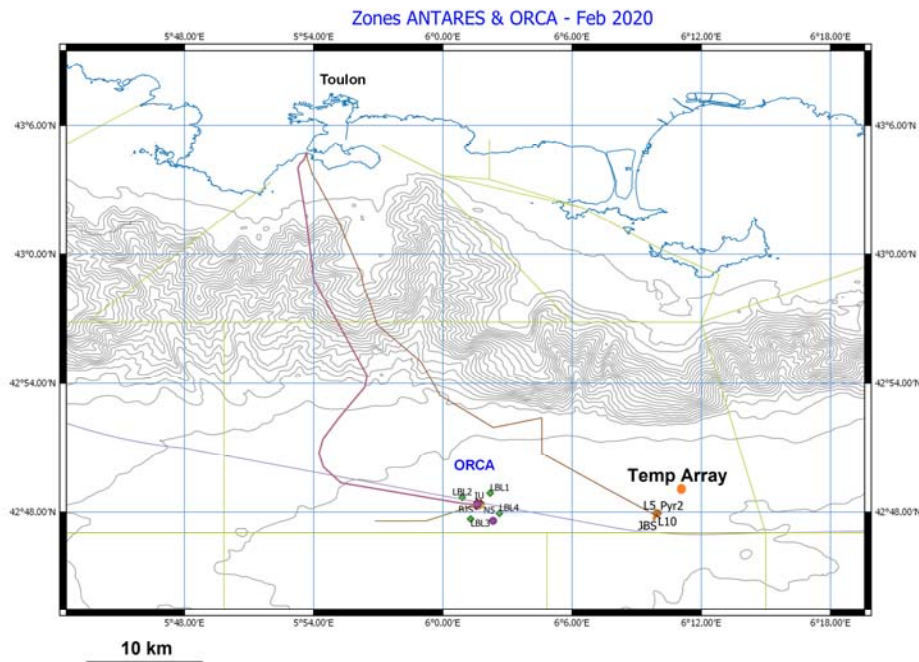 Zones ANTARES & ORCA - Feb 2020
5°48.00'E 5°54.00'E 6°0.00'E 6°6.00'E 6°12.00'E 6°18.00'E
Toulon
43°6.00'N 43°6.00'N
43°0.00'N 43°0.00'N
42°54.00'N 42°54.00'N
ORCA
Temp Array
LBL2 LBL1
JU
BJS NS LBL4
LBL3
L5 Pyr2
JBS L10
42°48.00'N 42°48.00'N
5°48.00'E 5°54.00'E 6°0.00'E 6°6.00'E 6°12.00'E 6°18.00'E
10 km